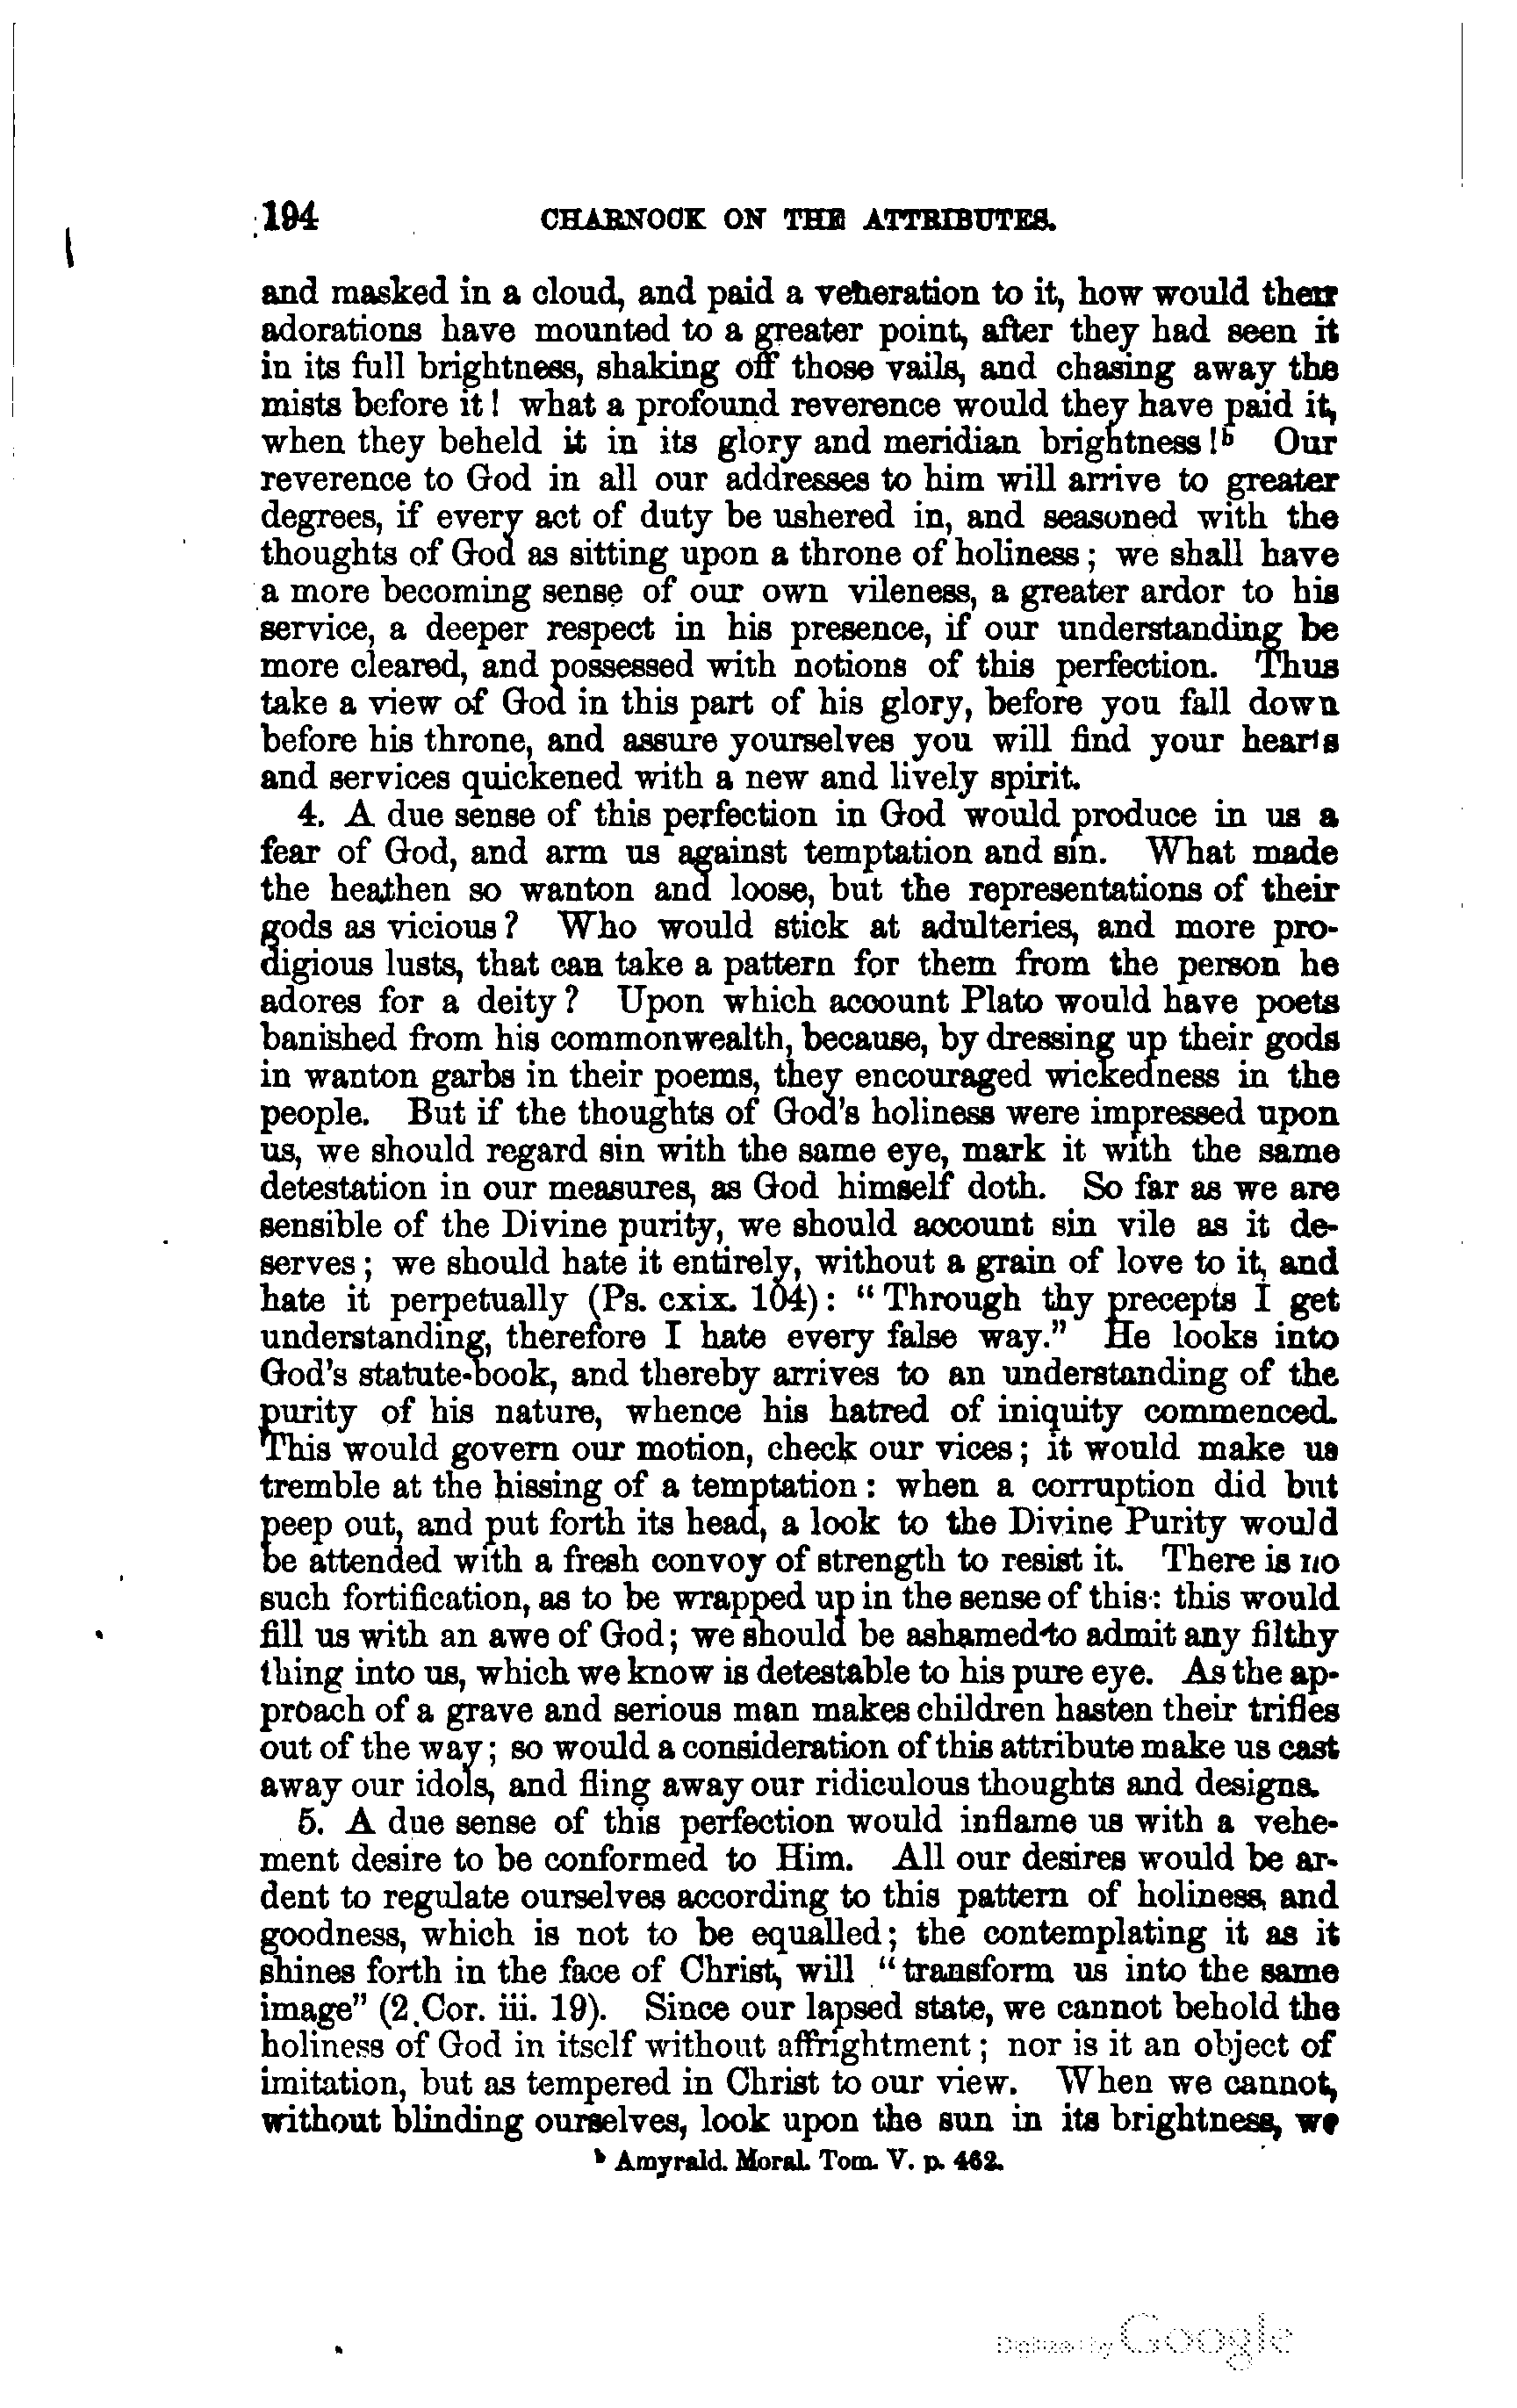 194 CHARNOCK ON THE ATTRIBUTES.
and masked in a cloud, and paid a veneration to it, how would their
adorations have mounted to a greater point, after they had seen it
in its full brightness, shaking off those vails, and chasing away the
mists before it! what a profound reverence would they have paid it,
when they beheld it in its glory and meridian brightness!b Our
reverence to God in all our addresses to him will arrive to greater
degrees, if every act of duty be ushered in, and seasoned with the
thoughts of God as sitting upon a throne of holiness; we shall have
a more becoming sense of our own vileness, a greater ardor to his
service, a deeper respect in his presence, if our understanding be
more cleared, and possessed with notions of this perfection. Thus
take a view of God in this part of his glory, before you fall down
before his throne, and assure yourselves you will find your hearts
and services quickened with a new and lively spirit.
4. A due sense of this perfection in God would produce in us a
fear of God, and arm us against temptation and sin. What made
the heathen so wanton and loose, but the representations of their
gods as vicious? Who would stick at adulteries, and more pro-
digious lusts, that can take a pattern for them from the person he
adores for a deity? Upon which account Plato would have poets
banished from his commonwealth, because, by dressing up their gods
in wanton garbs in their poems, they encouraged wickedness in the
people. But if the thoughts of God's holiness were impressed upon
us, we should regard sin with the same eye, mark it with the same
detestation in our measures, as God himself doth. So far as we are
sensible of the Divine purity, we should account sin vile as it de-
serves; we should hate it entirely, without a grain of love to it, and
hate it perpetually (Ps. cxix. 104): "Through thy precepts I get
understanding, therefore I hate every false way." He looks into
God's statute-book, and thereby arrives to an understanding of the
purity of his nature, whence his hatred of iniquity commenced.
This would govern our motion, check our vices; it would make us
tremble at the hissing of a temptation: when a corruption did but
peep out, and put forth its head, a look to the Divine Purity would
be attended with a fresh convoy of strength to resist it. There is no
such fortification, as to be wrapped up in the sense of this: this would
fill us with an awe of God; we should be ashamed to admit any filthy
thing into us, which we know is detestable to his pure eye. As the ap-
proach of a grave and serious man makes children hasten their trifles
out of the way; so would a consideration of this attribute make us cast
away our idols, and fling away our ridiculous thoughts and designs.
5. A due sense of this perfection would inflame us with a vehe-
ment desire to be conformed to Him. All our desires would be ar-
dent to regulate ourselves according to this pattern of holiness, and
goodness, which is not to be equalled; the contemplating it as it
shines forth in the face of Christ, will "transform us into the same
image" (2 Cor. iii. 19). Since our lapsed state, we cannot behold the
holiness of God in itself without affrightment; nor is it an object of
imitation, but as tempered in Christ to our view. When we cannot,
without blinding ourselves, look upon the sun in its brightness, we
b Amyrald. Moral. Tom. V. p. 462.
Digitized by Google